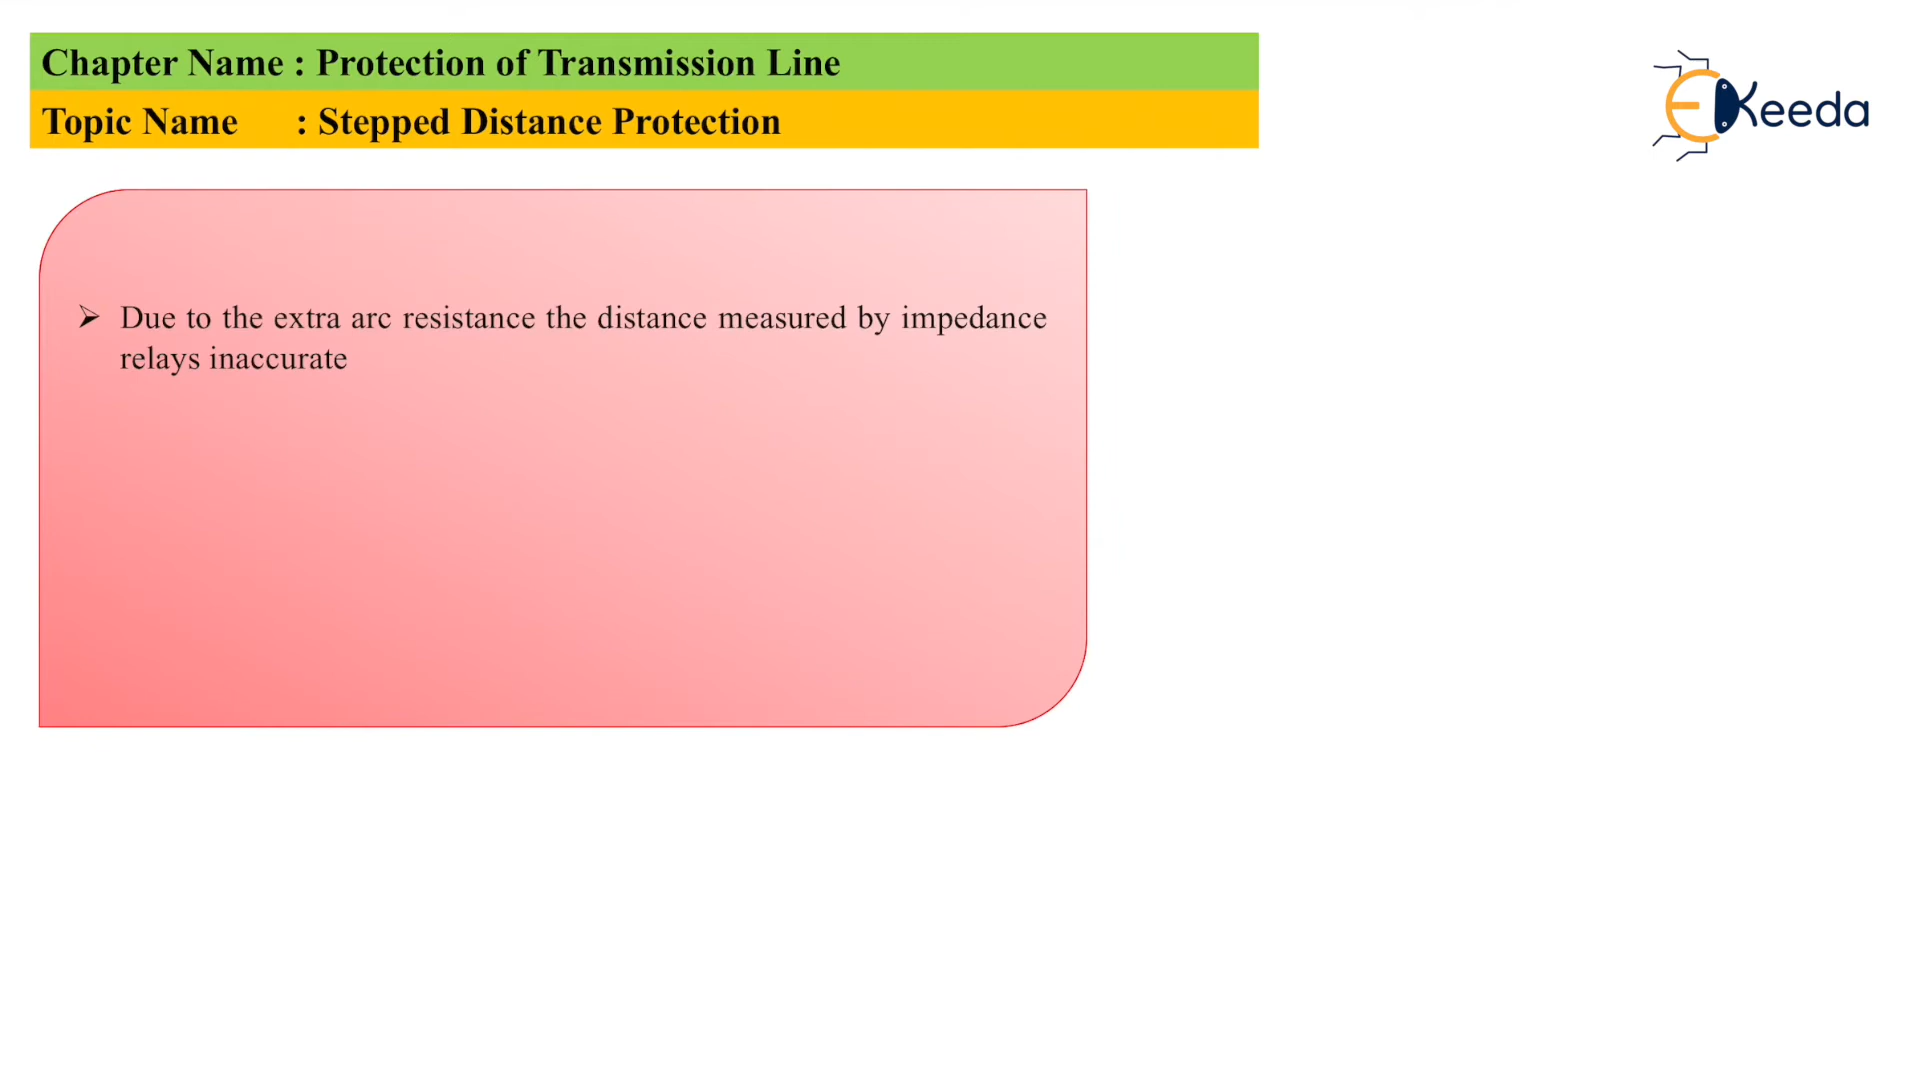 Chapter Name : Protection of Transmission Line
Topic Name : Stepped Distance Protection
EKeeda
➢ Due to the extra arc resistance the distance measured by impedance
relays inaccurate